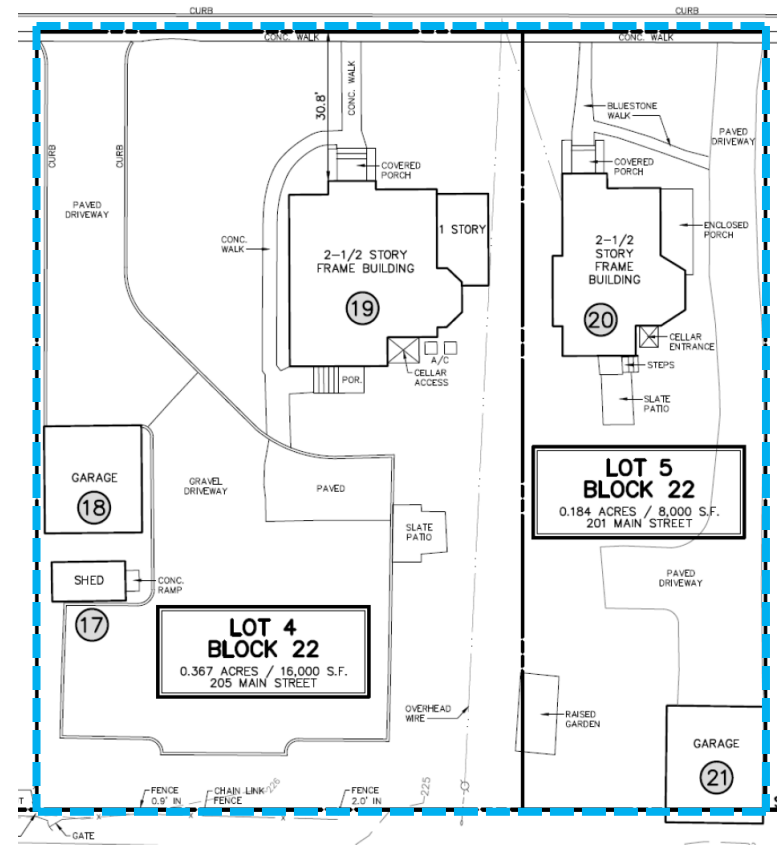 CURB
CURB
CONC. WALK
CONC. WALK
30.8'
CONC. WALK
BLUESTONE
WALK
PAVED
DRIVEWAY
CURB
CURB
COVERED
PORCH
COVERED
PORCH
PAVED
DRIVEWAY
CONC.
WALK
1 STORY
ENCLOSED
PORCH
2-1/2 STORY
FRAME BUILDING
19
2-1/2
STORY
FRAME
BUILDING
20
A/C
CELLAR
ACCESS
POR.
CELLAR
ENTRANCE
STEPS
SLATE
PATIO
GARAGE
18
GRAVEL
DRIVEWAY
PAVED
LOT 5
BLOCK 22
0.184 ACRES / 8,000 S.F.
201 MAIN STREET
SLATE
PATIO
SHED
CONC.
RAMP
17
PAVED
DRIVEWAY
LOT 4
BLOCK 22
0.367 ACRES / 16,000 S.F.
205 MAIN STREET
OVERHEAD
WIRE
RAISED
GARDEN
GARAGE
21
FENCE
0.9' IN
CHAIN LINK
FENCE
226
FENCE
2.0' IN
225
T
S
GATE